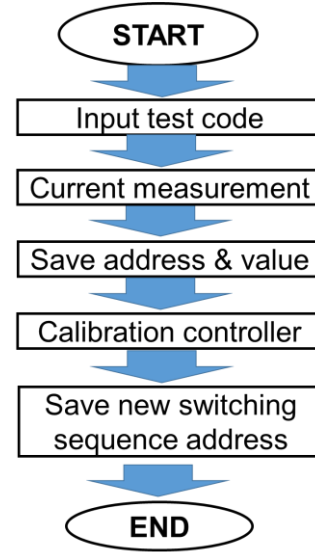 START
Input test code
Current measurement
Save address & value
Calibration controller
Save new switching
sequence address
END